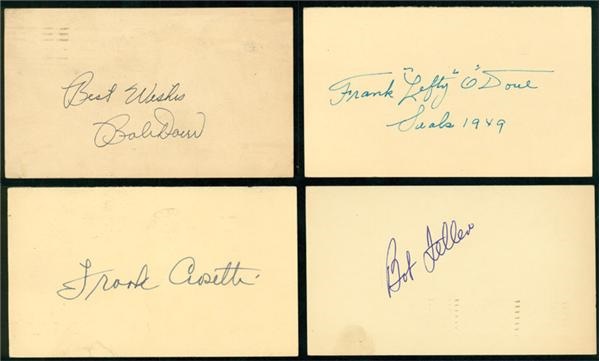 Best Wishes
Bob Doerr
Frank "Lefty" O'Doul
Seals 1949
Frank Crosetti
Bob Feller